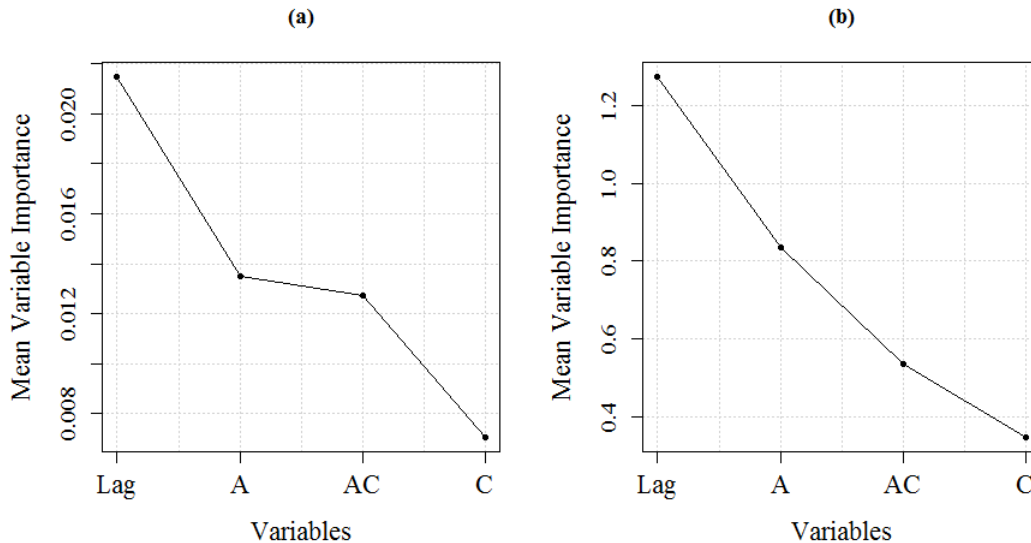 (a)
Mean Variable Importance
0.020
0.016
0.012
0.008
Lag A AC C
Variables
(b)
Mean Variable Importance
1.2
1.0
0.8
0.6
0.4
Lag A AC C
Variables